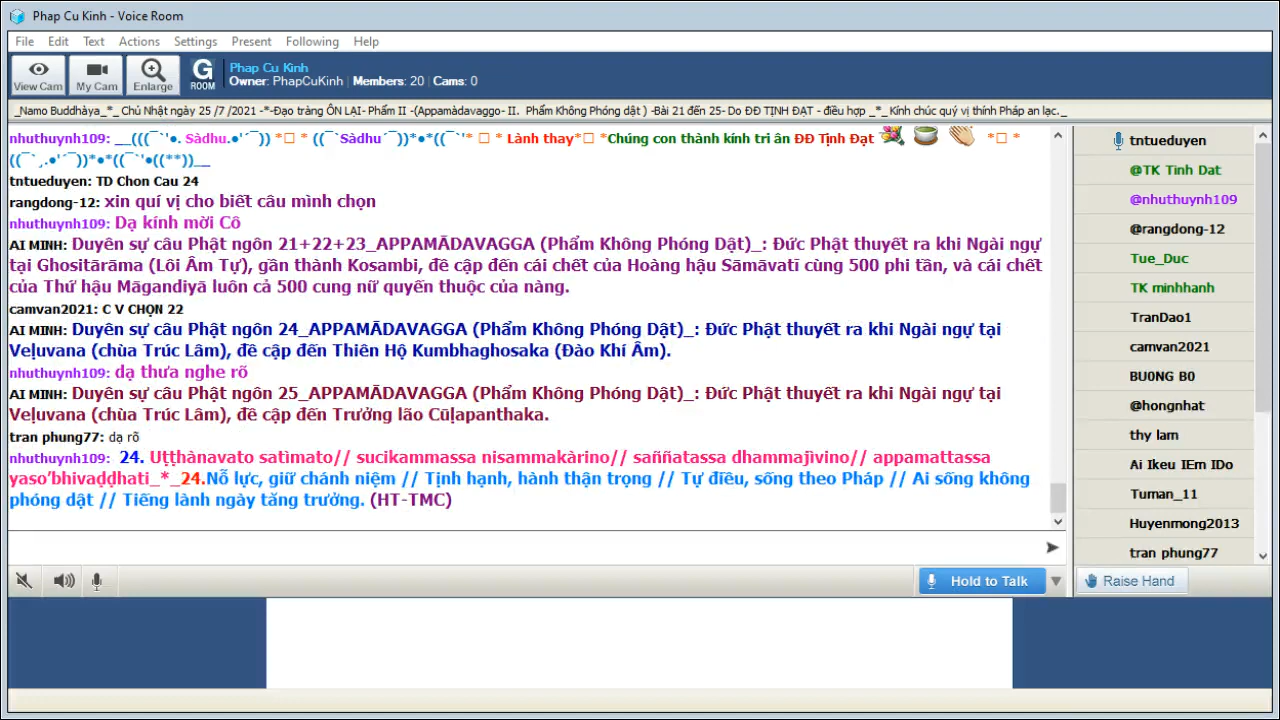 Phap Cu Kinh - Voice Room
File Edit Text Actions Settings Present Following Help
View Cam My Cam Enlarge G ROOM Phap Cu Kinh
Owner: PhapCuKinh | Members: 20 | Cams: 0
_Namo Buddhàya_*_ Chủ Nhật ngày 25 /7 /2021 -*-Đạo tràng ÔN LẠI- Phẩm II -(Appamàdavaggo- II. Phẩm Không Phóng dật ) -Bài 21 đến 25- Do ĐĐ TỊNH ĐẠT - điều hợp _*_ Kính chúc quý vị thính Pháp an lạc._
nhuthuynh109: __(((¯`'•. Sàdhu.•'´¯)) *□ * ((¯`Sàdhu´¯))*•*((¯`'* □ * Lành thay*□ *Chúng con thành kính tri ân ĐĐ Tịnh Đạt *□ *
((¯`¸.•'´¯))*•*((¯`'•((**))__
tntueduyen: TD Chon Cau 24
rangdong-12: xin quí vị cho biết câu mình chọn
nhuthuynh109: Dạ kính mời Cô
AI MINH: Duyên sự câu Phật ngôn 21+22+23_APPAMĀDAVAGGA (Phẩm Không Phóng Dật)_: Đức Phật thuyết ra khi Ngài ngự
tại Ghositārāma (Lôi Âm Tự), gần thành Kosambi, đề cập đến cái chết của Hoàng hậu Sāmāvatī cùng 500 phi tần, và cái chết
của Thứ hậu Māgandiyā luôn cả 500 cung nữ quyến thuộc của nàng.
camvan2021: C V CHỌN 22
AI MINH: Duyên sự câu Phật ngôn 24_APPAMĀDAVAGGA (Phẩm Không Phóng Dật)_: Đức Phật thuyết ra khi Ngài ngự tại
Veḷuvana (chùa Trúc Lâm), đề cập đến Thiên Hộ Kumbhaghosaka (Đào Khí Âm).
nhuthuynh109: dạ thưa nghe rõ
AI MINH: Duyên sự câu Phật ngôn 25_APPAMĀDAVAGGA (Phẩm Không Phóng Dật)_: Đức Phật thuyết ra khi Ngài ngự tại
Veḷuvana (chùa Trúc Lâm), đề cập đến Trưởng lão Cūḷapanthaka.
tran phung77: dạ rõ
nhuthuynh109: 24. Uṭṭhànavato satìmato// sucikammassa nisammakàrino// saññatassa dhammajìvino// appamattassa
yaso'bhivaḍḍhati_*_24.Nỗ lực, giữ chánh niệm // Tịnh hạnh, hành thận trọng // Tự điều, sống theo Pháp // Ai sống không
phóng dật // Tiếng lành ngày tăng trưởng. (HT-TMC)
tntueduyen
@TK Tinh Dat
@nhuthuynh109
@rangdong-12
Tue_Duc
TK minhhanh
TranDao1
camvan2021
BU0NG B0
@hongnhat
thy lam
Ai Ikeu IEm IDo
Tuman_11
Huyenmong2013
tran phung77
Hold to Talk
Raise Hand